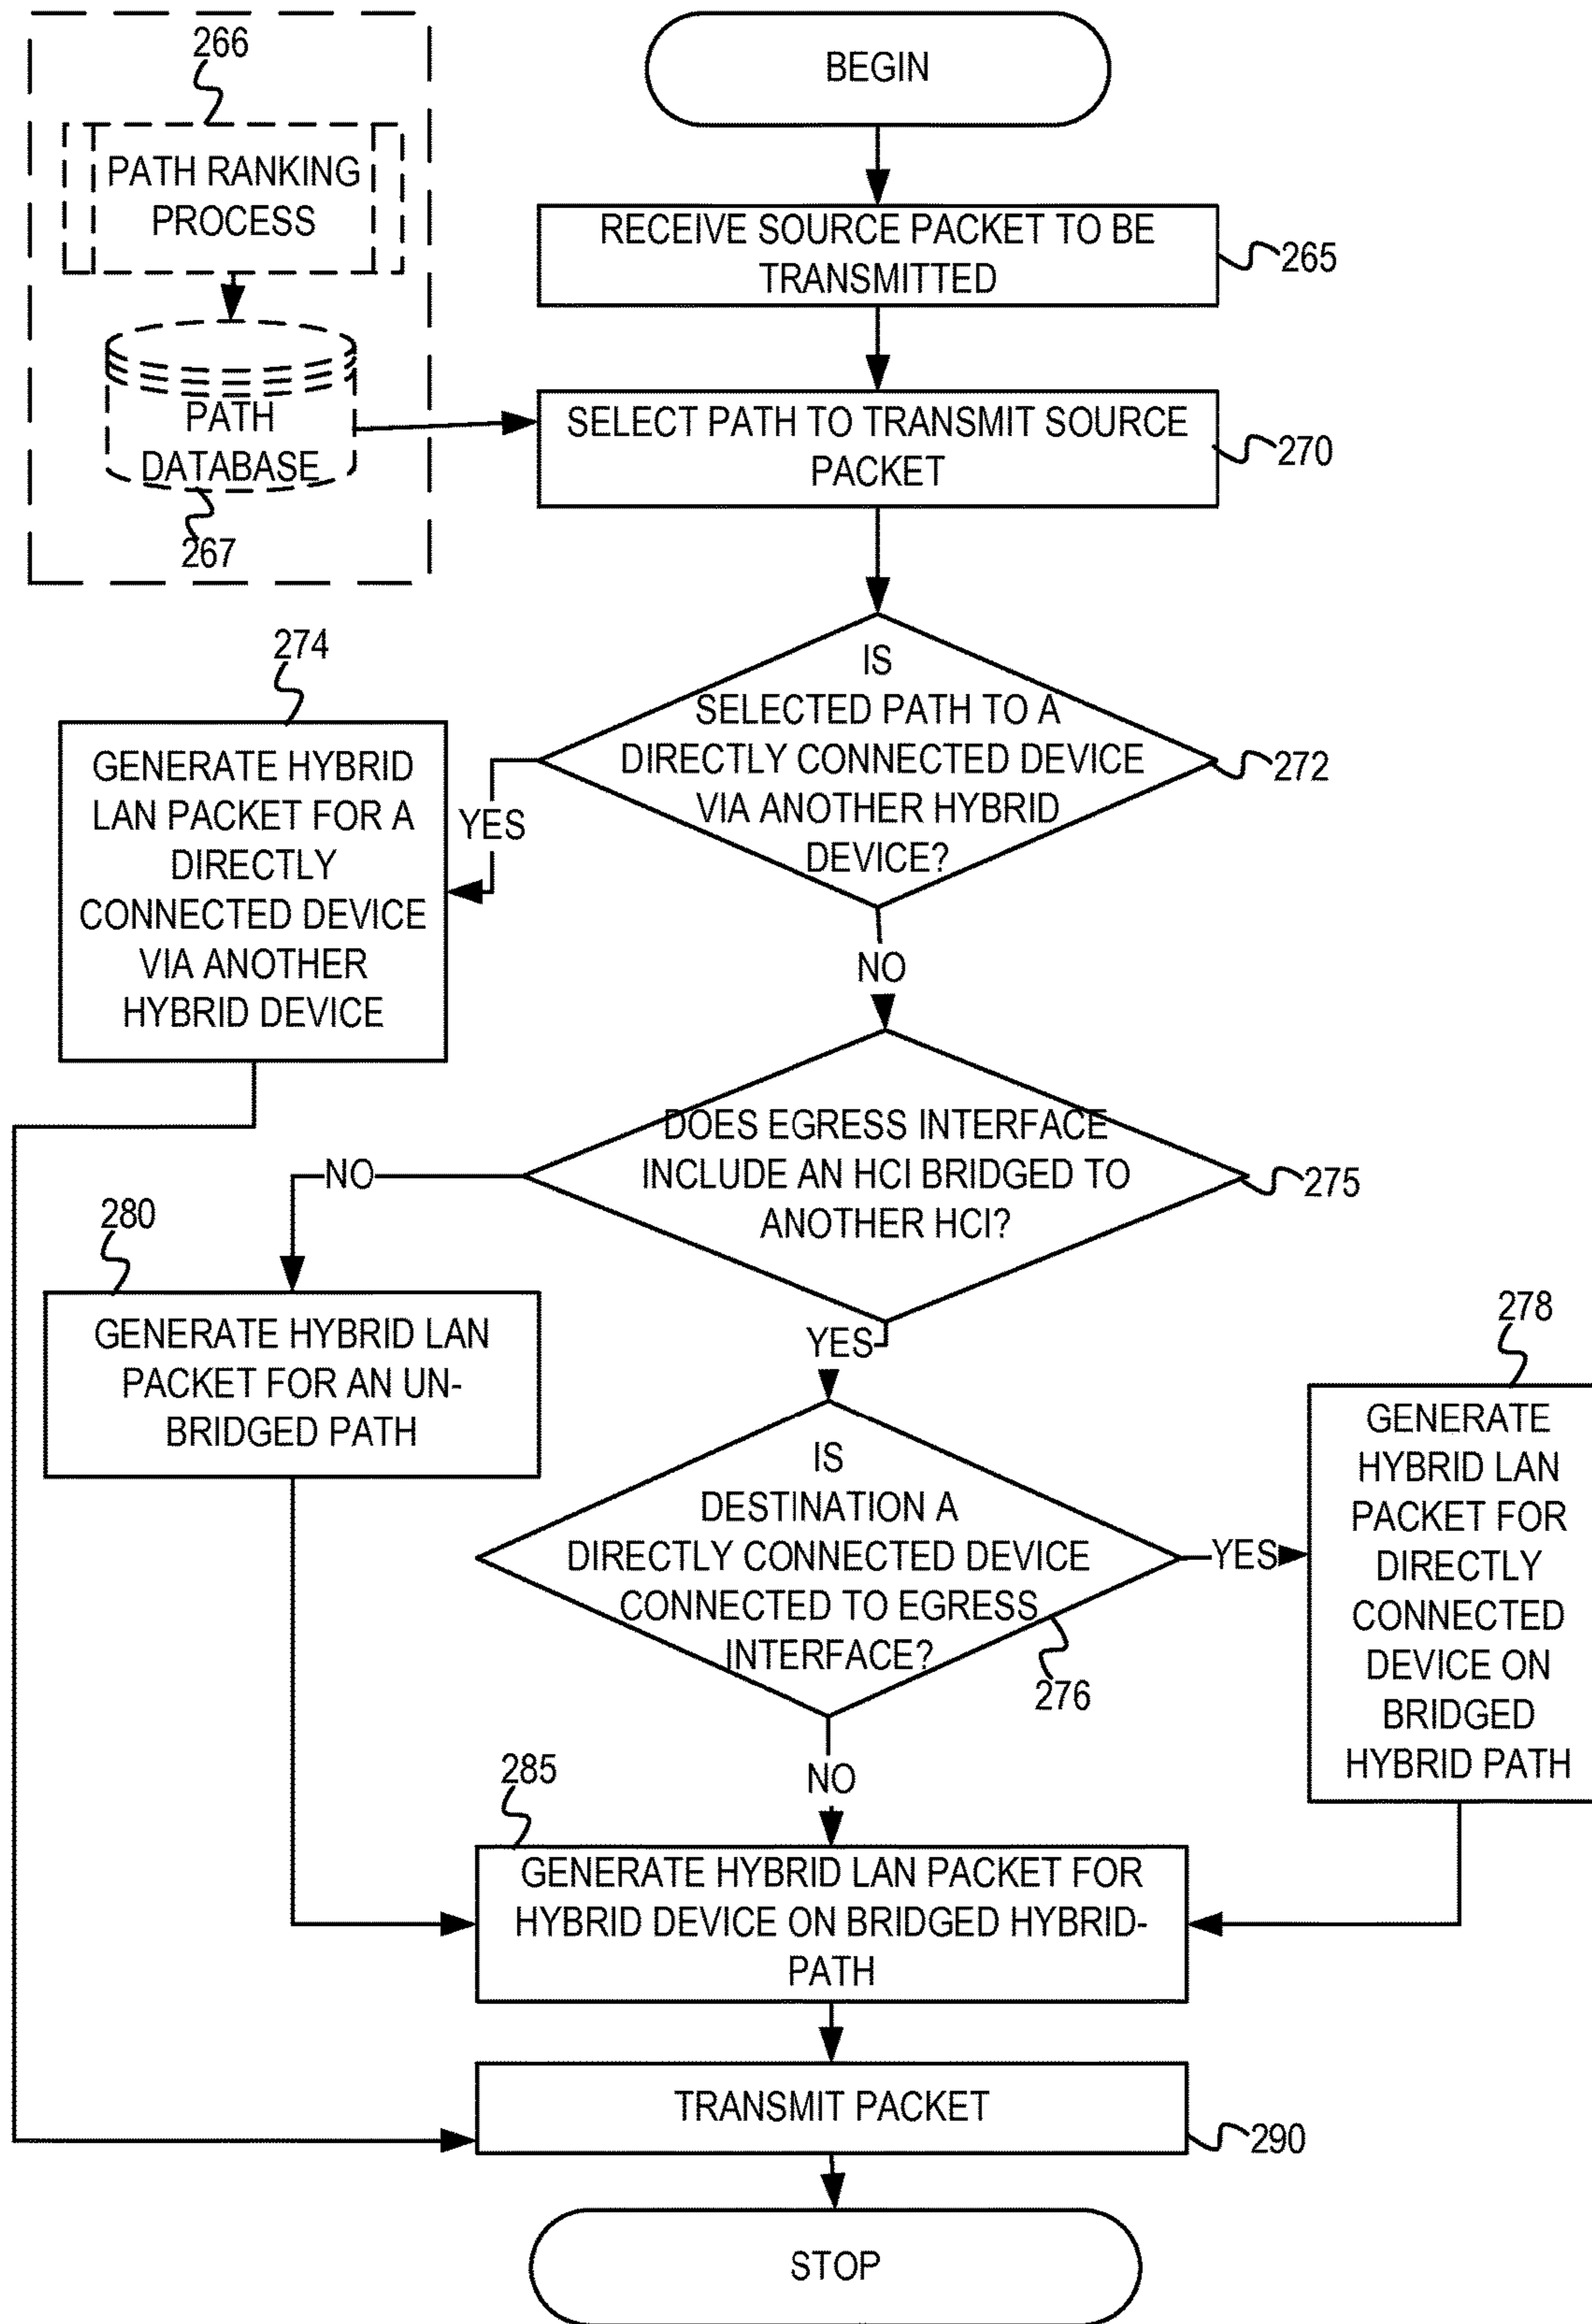 BEGIN
266
PATH RANKING
PROCESS
RECEIVE SOURCE PACKET TO BE
TRANSMITTED
265
PATH
DATABASE
267
SELECT PATH TO TRANSMIT SOURCE
PACKET
270
IS
SELECTED PATH TO A
DIRECTLY CONNECTED DEVICE
VIA ANOTHER HYBRID
DEVICE?
272
YES
274
GENERATE HYBRID
LAN PACKET FOR A
DIRECTLY
CONNECTED DEVICE
VIA ANOTHER
HYBRID DEVICE
NO
DOES EGRESS INTERFACE
INCLUDE AN HCI BRIDGED TO
ANOTHER HCI?
275
NO
280
GENERATE HYBRID LAN
PACKET FOR AN UN-
BRIDGED PATH
YES
IS
DESTINATION A
DIRECTLY CONNECTED DEVICE
CONNECTED TO EGRESS
INTERFACE?
276
YES
278
GENERATE
HYBRID LAN
PACKET FOR
DIRECTLY
CONNECTED
DEVICE ON
BRIDGED
HYBRID PATH
NO
285
GENERATE HYBRID LAN PACKET FOR
HYBRID DEVICE ON BRIDGED HYBRID-
PATH
TRANSMIT PACKET
290
STOP